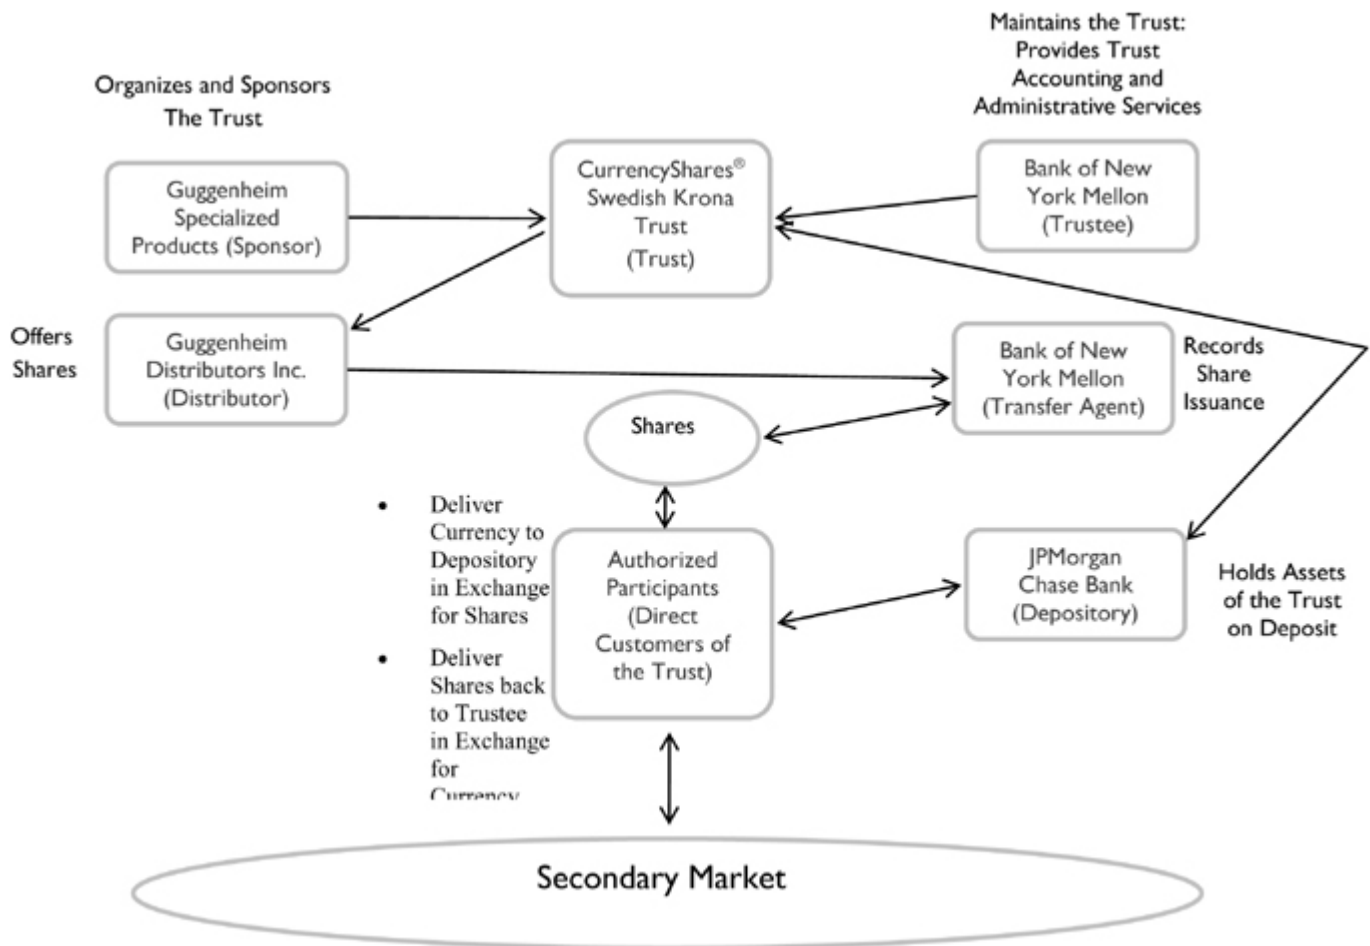 Maintains the Trust:
Provides Trust
Accounting and
Administrative Services
Organizes and Sponsors
The Trust
Guggenheim
Specialized
Products (Sponsor)
CurrencyShares®
Swedish Krona
Trust
(Trust)
Bank of New
York Mellon
(Trustee)
Offers
Shares
Guggenheim
Distributors Inc.
(Distributor)
Bank of New
York Mellon
(Transfer Agent)
Records
Share
Issuance
Shares
• Deliver
Currency to
Depository
in Exchange
for Shares
• Deliver
Shares back
to Trustee
in Exchange
for
Currency
Authorized
Participants
(Direct
Customers of
the Trust)
JPMorgan
Chase Bank
(Depository)
Holds Assets
of the Trust
on Deposit
Secondary Market